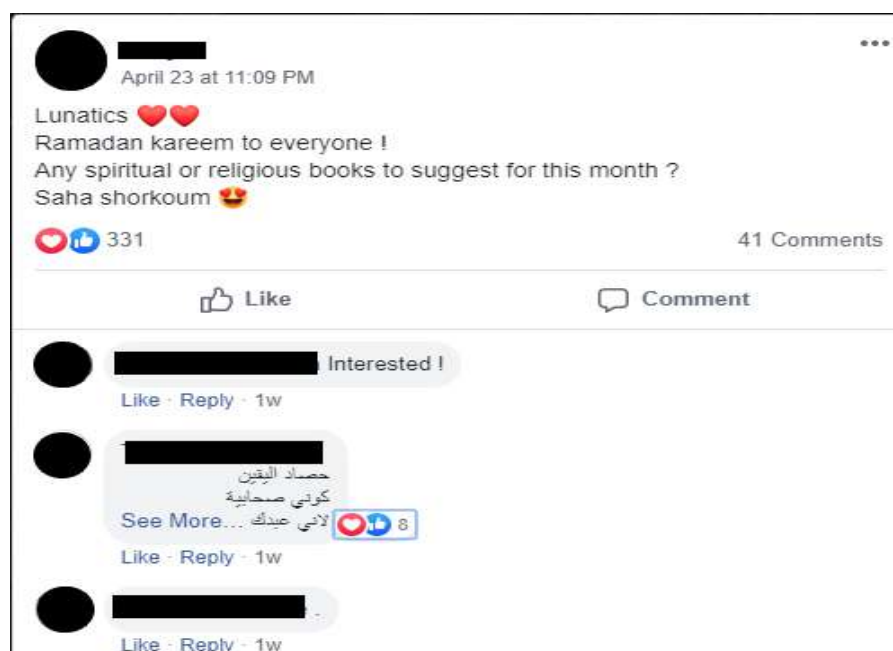 April 23 at 11:09 PM
Lunatics ❤️❤️
Ramadan kareem to everyone !
Any spiritual or religious books to suggest for this month ?
Saha shorkoum 🤩
331 41 Comments
Like Comment
Interested !
Like · Reply · 1w
حصاد اليقين
كوني صحابية
لاني عبدك ... See More
8
Like · Reply · 1w
.
Like · Reply · 1w